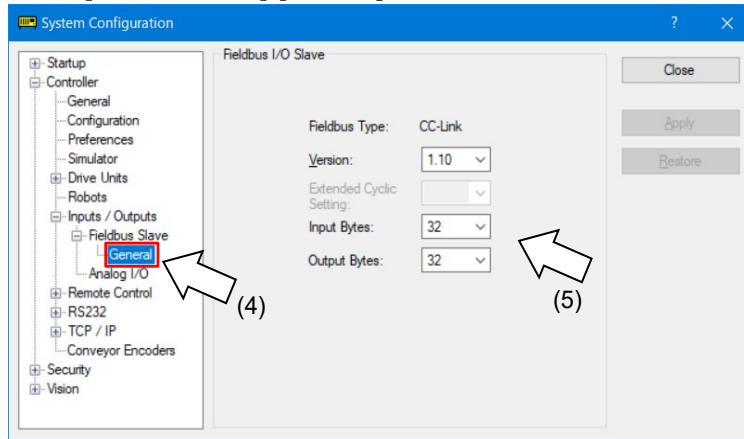 System Configuration
Startup
Controller
General
Configuration
Preferences
Simulator
Drive Units
Robots
Inputs / Outputs
Fieldbus Slave
General
Analog I/O
Remote Control
RS232
TCP / IP
Conveyor Encoders
Security
Vision
(4)
Fieldbus I/O Slave
Fieldbus Type: CC-Link
Version: 1.10
Extended Cyclic
Setting:
Input Bytes: 32
Output Bytes: 32
(5)
Close
Apply
Restore